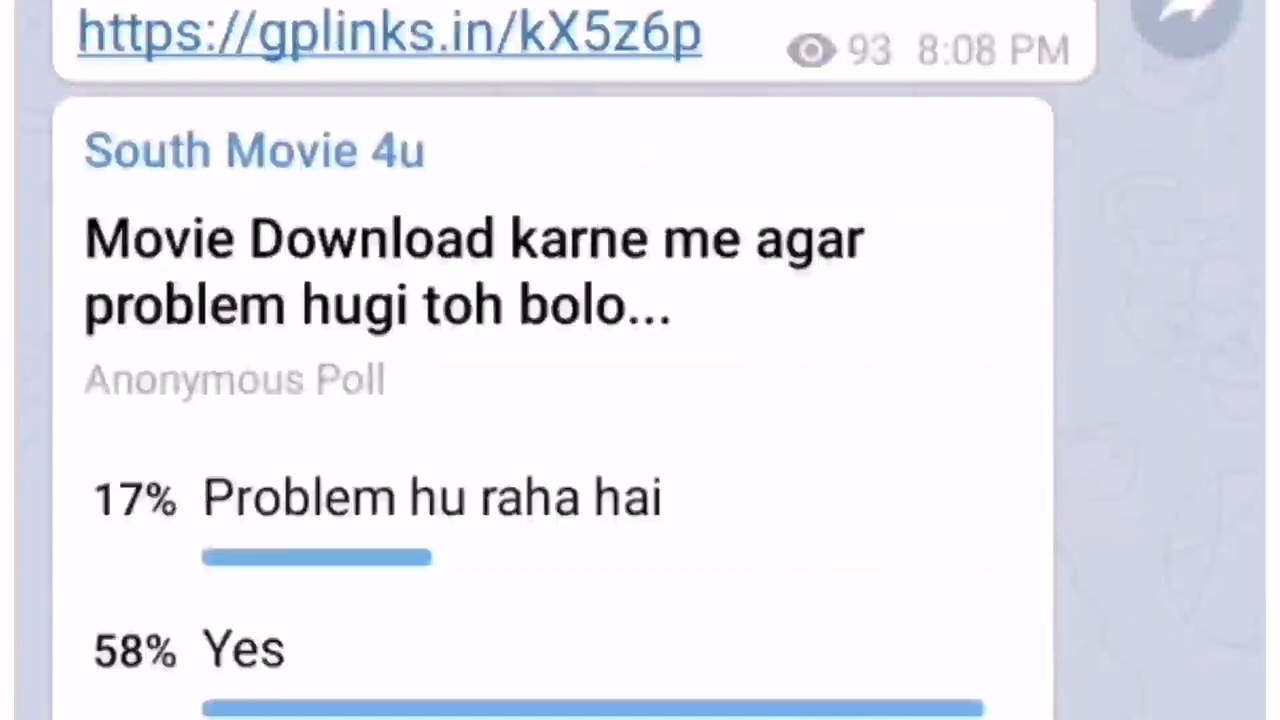 https://gplinks.in/kX5z6p
93 8:08 PM
South Movie 4u
Movie Download karne me agar
problem hugi toh bolo...
Anonymous Poll
17% Problem hu raha hai
58% Yes